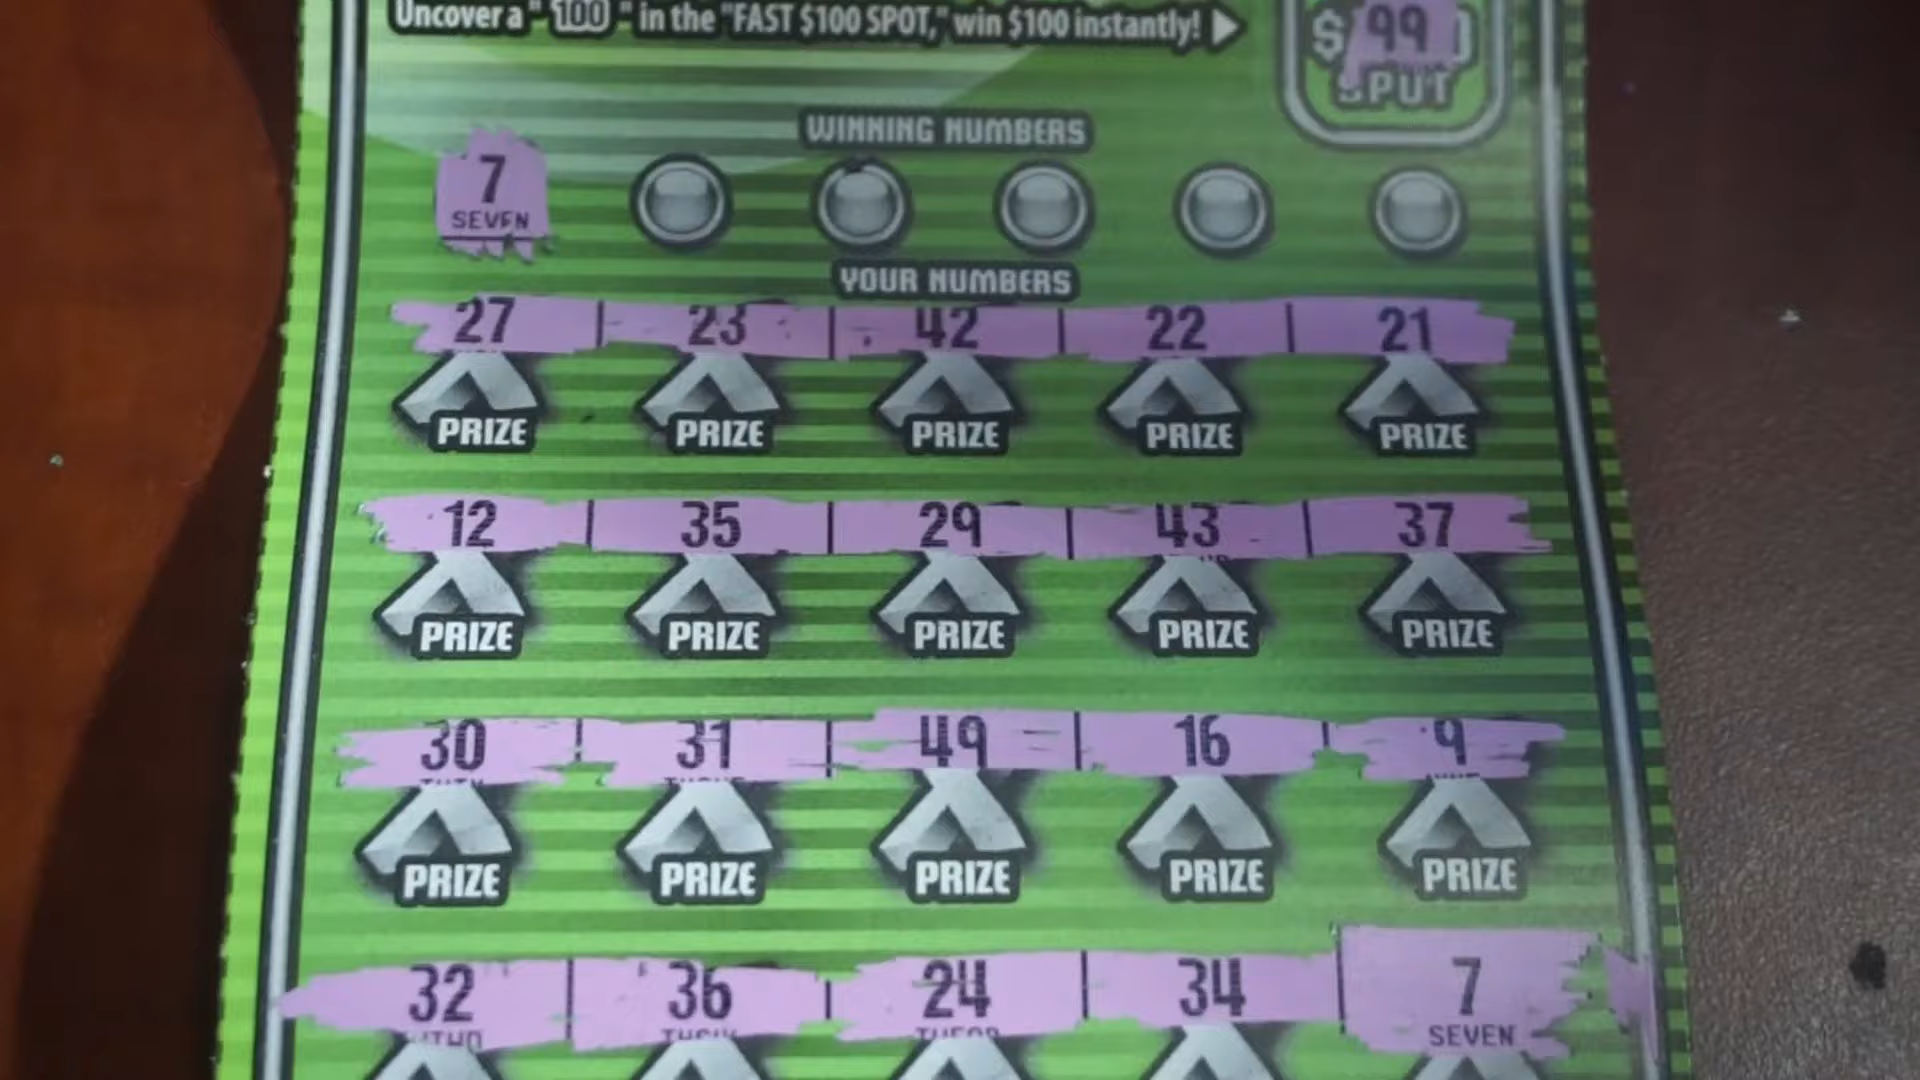 Uncover a "100" in the "FAST $100 SPOT," win $100 instantly!
$ 99
SPOT
WINNING NUMBERS
7
SEVEN
YOUR NUMBERS
27 23 42 22 21
PRIZE PRIZE PRIZE PRIZE PRIZE
12 35 29 43 37
PRIZE PRIZE PRIZE PRIZE PRIZE
30 31 49 16 9
PRIZE PRIZE PRIZE PRIZE PRIZE
32 36 24 34 7
SEVEN